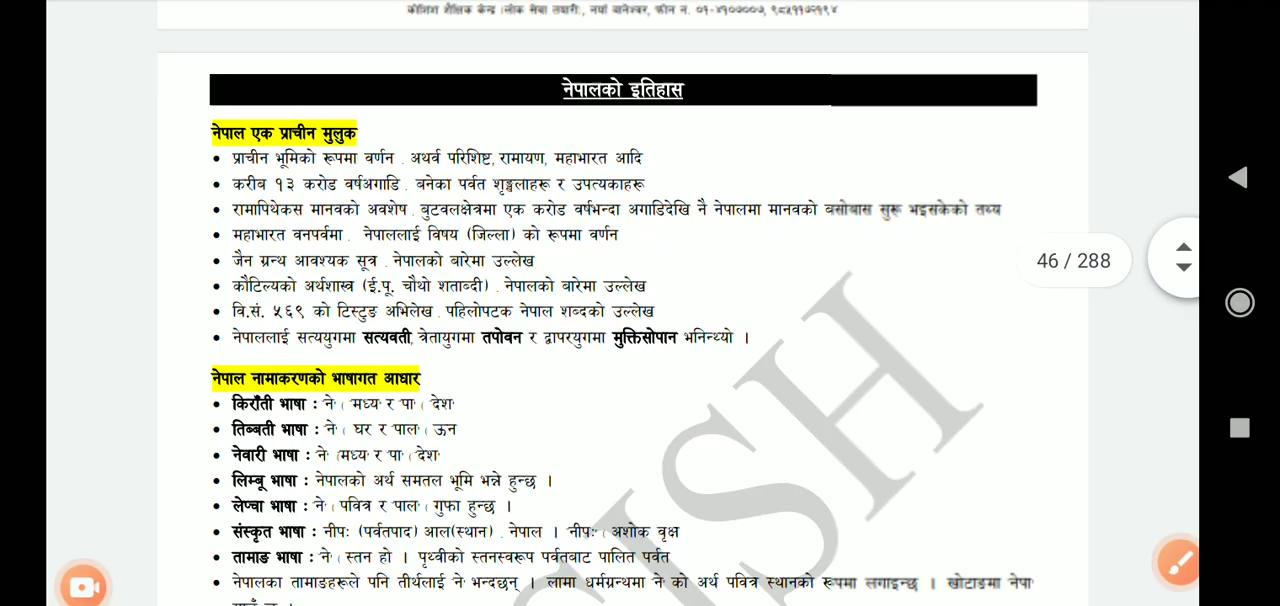 कोशिश शैक्षिक केन्द्र (लोक सेवा तयारी), नयाँ बानेश्वर, फोन नं. ०१-४१०७००७, ९८५११७२१९४
नेपालको इतिहास
नेपाल एक प्राचीन मुलुक
• प्राचीन भूमिको रूपमा वर्णन . अथर्व परिशिष्ट, रामायण, महाभारत आदि
• करीब १३ करोड वर्षअगाडि . बनेका पर्वत शृङ्खलाहरू र उपत्यकाहरू
• रामापिथेकस मानवको अवशेष . बुटवलक्षेत्रमा एक करोड वर्षभन्दा अगाडिदेखि नै नेपालमा मानवको बसोबास सुरू भइसकेको तथ्य
• महाभारत वनपर्वमा . नेपाललाई विषय (जिल्ला) को रूपमा वर्णन
• जैन ग्रन्थ आवश्यक सूत्र . नेपालको बारेमा उल्लेख
• कौटिल्यको अर्थशास्त्र (ई.पू. चौथो शताब्दी) . नेपालको बारेमा उल्लेख
• वि.सं. ५६९ को टिस्टुङ अभिलेख . पहिलोपटक नेपाल शब्दको उल्लेख
• नेपाललाई सत्ययुगमा सत्यवती, त्रेतायुगमा तपोवन र द्वापरयुगमा मुक्तिसोपान भनिन्थ्यो ।
46 / 288
नेपाल नामाकरणको भाषागत आधार
• किराँती भाषा : 'ने' ( 'मध्य' र 'पा' ( 'देश'
• तिब्बती भाषा : 'ने' ( घर र 'पाल' ( ऊन
• नेवारी भाषा : 'ने' (मध्य र 'पा' ( देश
• लिम्बू भाषा : नेपालको अर्थ समतल भूमि भन्ने हुन्छ ।
• लेप्चा भाषा : 'ने' ( पवित्र र 'पाल' ( गुफा हुन्छ ।
• संस्कृत भाषा : नीपः (पर्वतपाद) आल(स्थान) . नेपाल । 'नीपः' ( अशोक वृक्ष
• तामाङ भाषा : 'ने' ( स्तन हो । पृथ्वीको स्तनस्वरूप पर्वतबाट पालित पर्वत
• नेपालका तामाङहरूले पनि तीर्थलाई 'ने' भन्दछन् । लामा धर्मग्रन्थमा 'ने' को अर्थ पवित्र स्थानको रूपमा लगाइन्छ । खोटाङमा नेपा